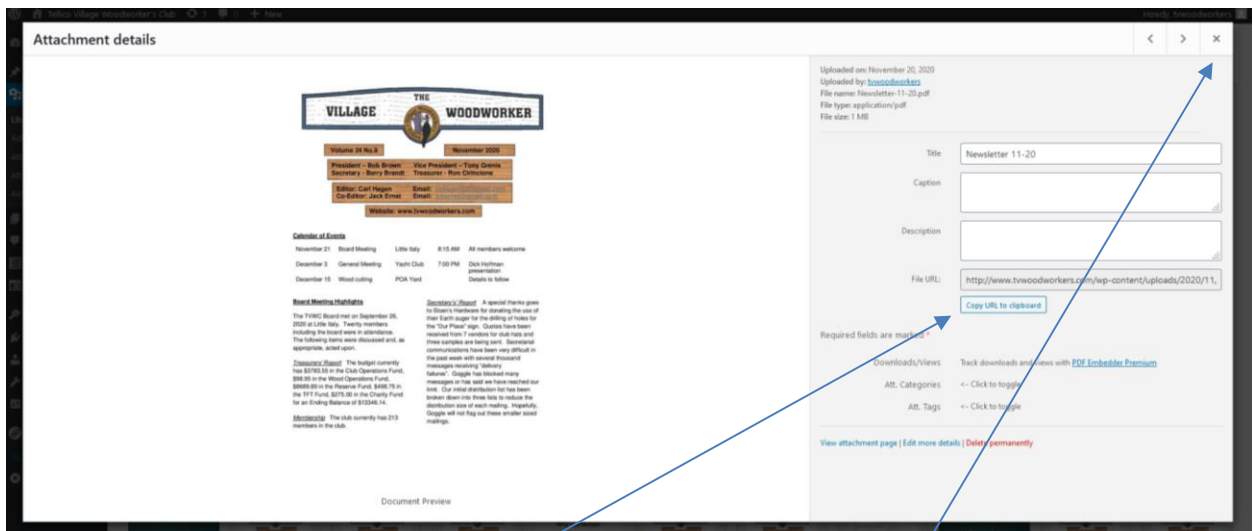 Tellico Village Woodworker's Club
+ New
Howdy, tvwoodworkers
Attachment details
THE
VILLAGE WOODWORKER
Volume 24 No.8 November 2020
President – Bob Brown Vice President – Tony Grenis
Secretary - Barry Brandt Treasurer - Ron Cirincione
Editor: Carl Hagen Email:
Co-Editor: Jack Ernst Email:
Website: www.tvwoodworkers.com
Calendar of Events
November 21 Board Meeting Little Italy 8:15 AM All members welcome
December 3 General Meeting Yacht Club 7:00 PM Dick Hoffman
presentation
December 15 Wood cutting POA Yard Details to follow
Board Meeting Highlights
The TVWC Board met on September 26,
2020 at Little Italy. Twenty members
including the board were in attendance.
The following items were discussed and, as
appropriate, acted upon.
Treasurers' Report The budget currently
has $3783.55 in the Club Operations Fund,
$98.95 in the Wood Operations Fund,
$8689.89 in the Reserve Fund, $498.75 in
the TFT Fund, $275.00 in the Charity Fund
for an Ending Balance of $13346.14.
Membership The club currently has 213
members in the club.
Secretary's' Report A special thanks goes
to Sloan's Hardware for donating the use of
their Earth auger for the drilling of holes for
the "Our Place" sign. Quotes have been
received from 7 vendors for club hats and
three samples are being sent. Secretarial
communications have been very difficult in
the past week with several thousand
messages receiving "delivery
failures". Goggle has blocked many
messages or has said we have reached our
limit. Our initial distribution list has been
broken down into three lists to reduce the
distribution size of each mailing. Hopefully,
Goggle will not flag out these smaller sized
mailings.
Document Preview
Uploaded on: November 20, 2020
Uploaded by: tvwoodworkers
File name: Newsletter-11-20.pdf
File type: application/pdf
File size: 1 MB
Title Newsletter 11-20
Caption
Description
File URL: http://www.tvwoodworkers.com/wp-content/uploads/2020/11,
Copy URL to clipboard
Required fields are marked *
Downloads/views Track downloads and views with PDF Embedder Premium
Att. Categories <- Click to toggle
Att. Tags <- Click to toggle
View attachment page | Edit more details | Delete permanently